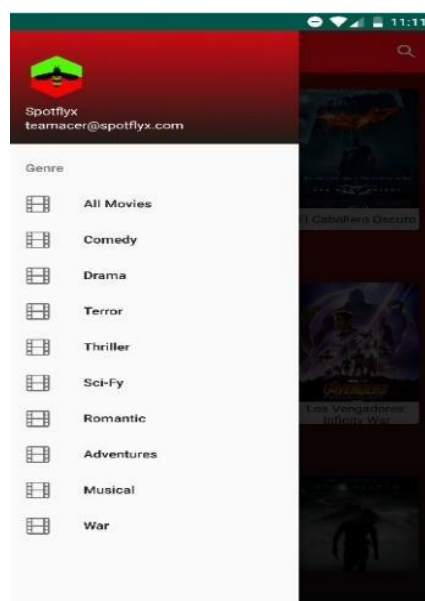 11:11
Spotflyx
teamacer@spotflyx.com
Genre
All Movies
Comedy
Drama
Terror
Thriller
Sci-Fy
Romantic
Adventures
Musical
War
El Caballero Oscuro
AVENGERS
Los Vengadores:
Infinity War